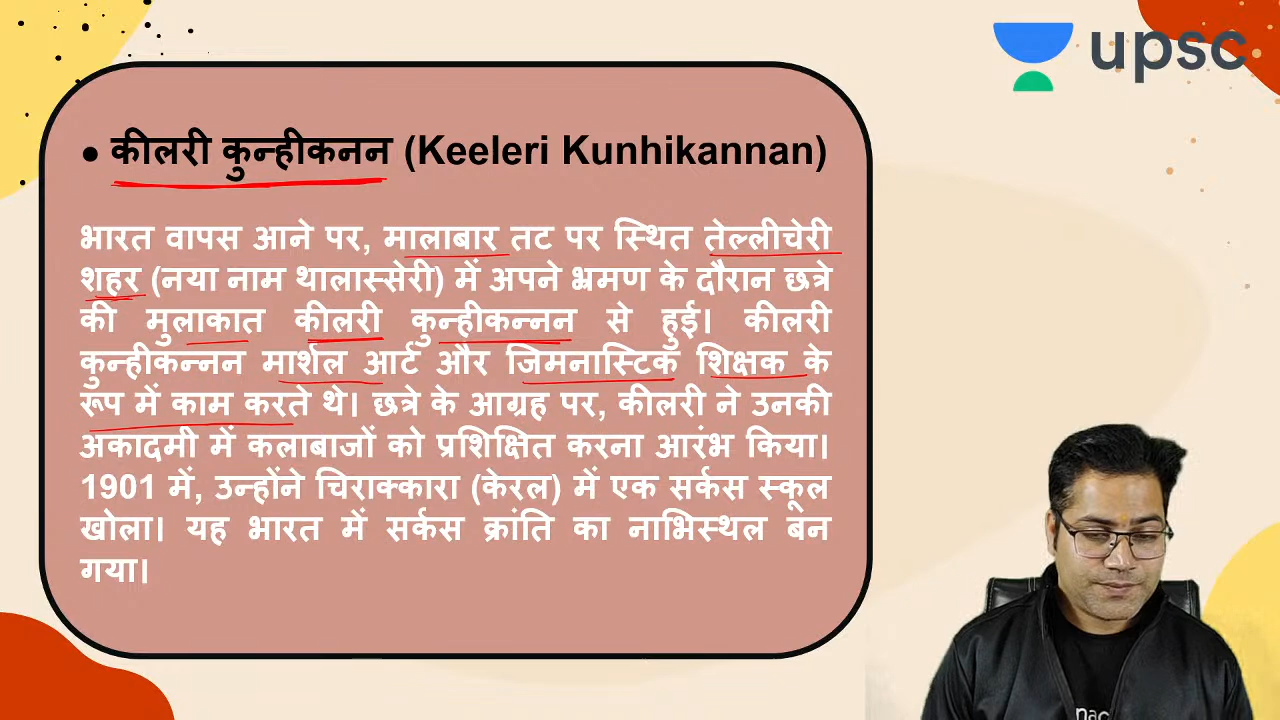 upsc
● कीलरी कुन्हीकनन (Keeleri Kunhikannan)
भारत वापस आने पर, मालाबार तट पर स्थित तेल्लीचेरी
शहर (नया नाम थालास्सेरी) में अपने भ्रमण के दौरान छत्रे
की मुलाकात कीलरी कुन्हीकन्नन से हुई। कीलरी
कुन्हीकन्नन मार्शल आर्ट और जिमनास्टिक शिक्षक के
रूप में काम करते थे। छत्रे के आग्रह पर, कीलरी ने उनकी
अकादमी में कलाबाजों को प्रशिक्षित करना आरंभ किया।
1901 में, उन्होंने चिराक्कारा (केरल) में एक सर्कस स्कूल
खोला। यह भारत में सर्कस क्रांति का नाभिस्थल बन
गया।